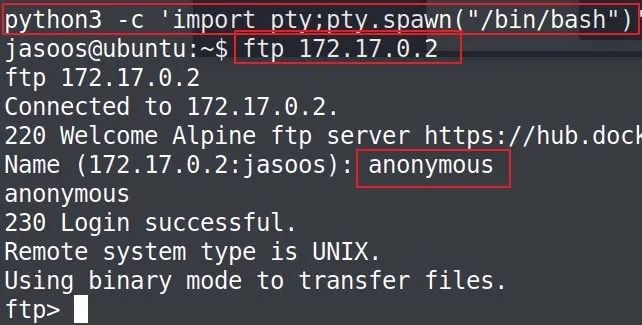 python3 -c 'import pty;pty.spawn("/bin/bash")'
jasoos@ubuntu:~$ ftp 172.17.0.2
ftp 172.17.0.2
Connected to 172.17.0.2.
220 Welcome Alpine ftp server https://hub.dock
Name (172.17.0.2:jasoos): anonymous
anonymous
230 Login successful.
Remote system type is UNIX.
Using binary mode to transfer files.
ftp>